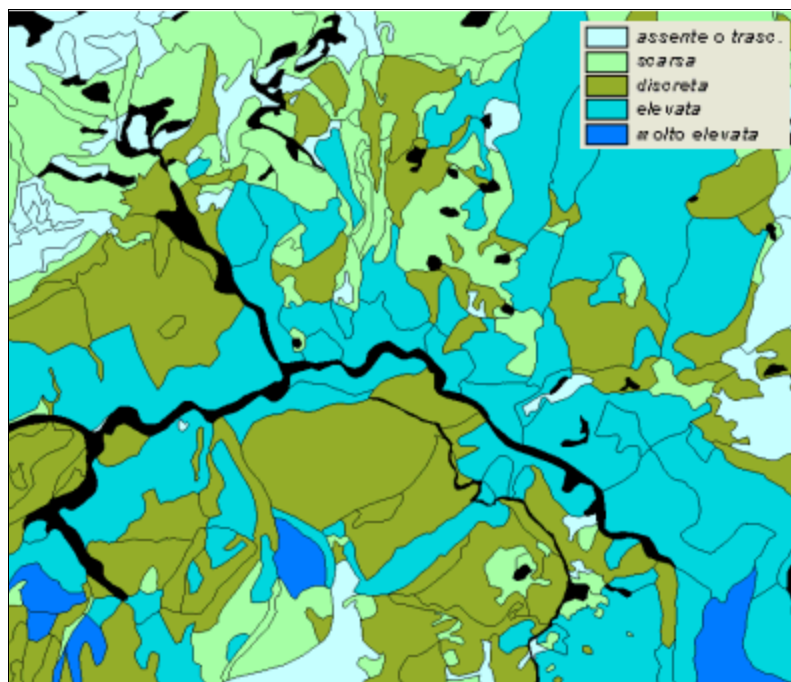 assente o trasc.
scarsa
discreta
elevata
molto elevata